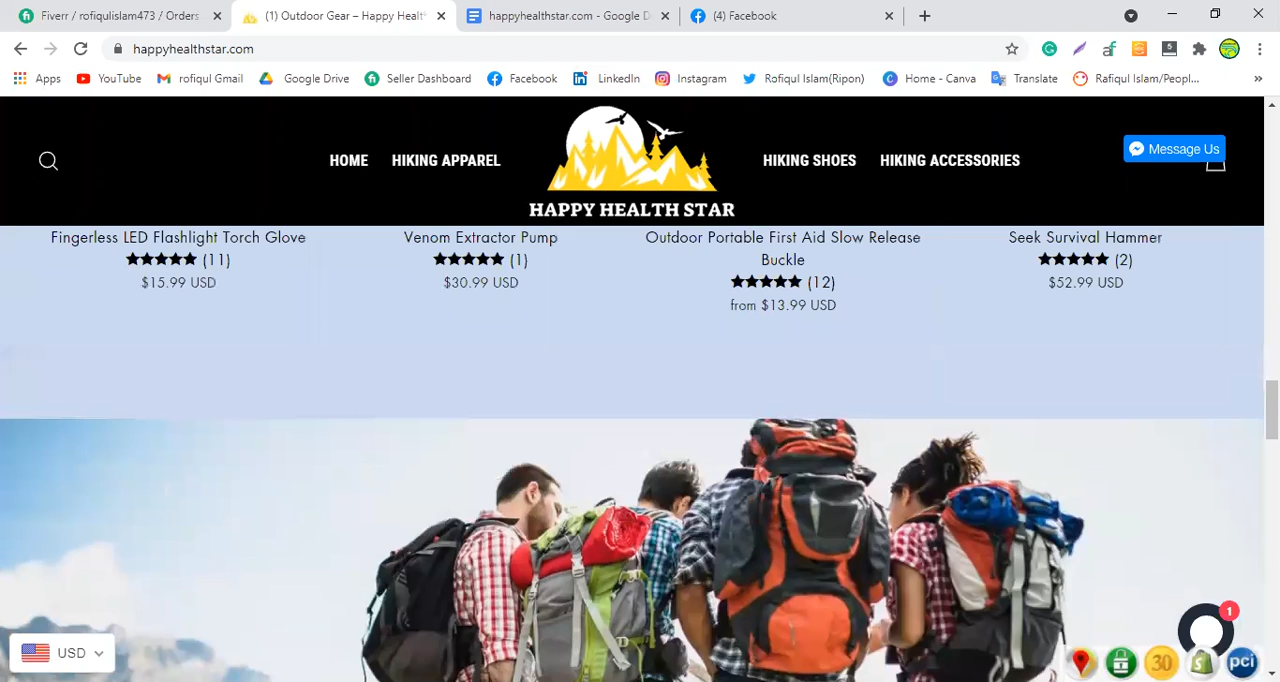 Fiverr / rofiqulislam473 / Orders
(1) Outdoor Gear – Happy Healt
happyhealthstar.com - Google D
(4) Facebook
happyhealthstar.com
Apps
YouTube
rofiqul Gmail
Google Drive
Seller Dashboard
Facebook
LinkedIn
Instagram
Rofiqul Islam(Ripon)
Home - Canva
Translate
Rafiqul Islam/Peopl...
HOME
HIKING APPAREL
HAPPY HEALTH STAR
HIKING SHOES
HIKING ACCESSORIES
Message Us
Fingerless LED Flashlight Torch Glove
★★★★★ (11)
$15.99 USD
Venom Extractor Pump
★★★★★ (1)
$30.99 USD
Outdoor Portable First Aid Slow Release
Buckle
★★★★★ (12)
from $13.99 USD
Seek Survival Hammer
★★★★★ (2)
$52.99 USD
USD
1
30
pci